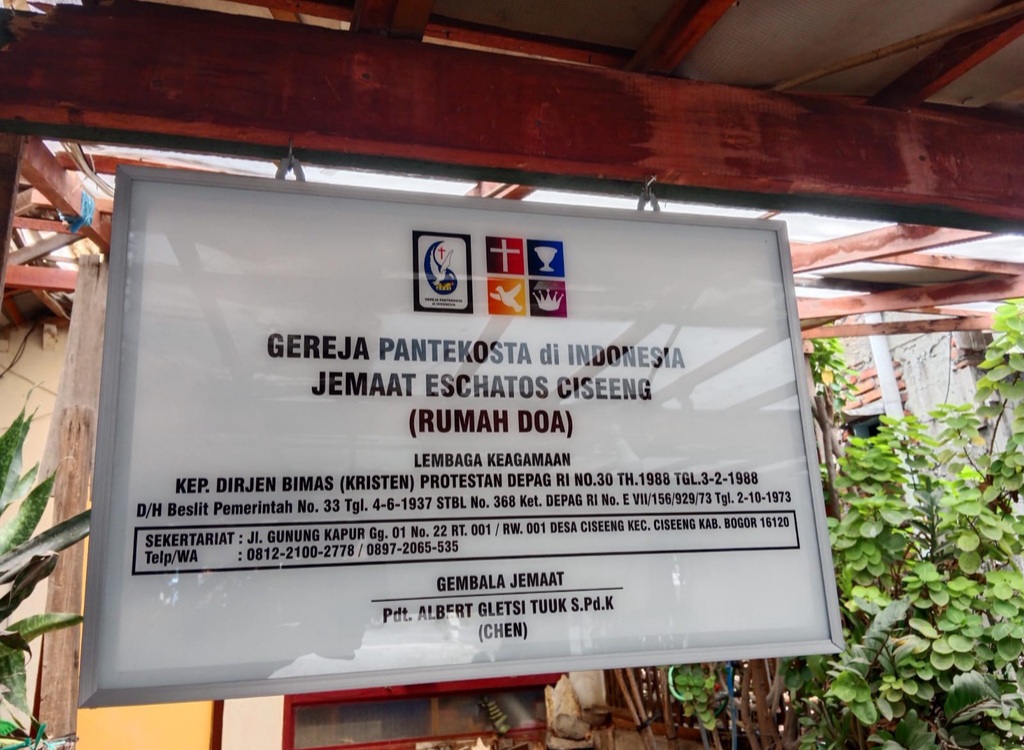 GEREJA PANTEKOSTA
di INDONESIA
GEREJA PANTEKOSTA di INDONESIA
JEMAAT ESCHATOS CISEENG
(RUMAH DOA)
LEMBAGA KEAGAMAAN
KEP. DIRJEN BIMAS (KRISTEN) PROTESTAN DEPAG RI NO.30 TH.1988 TGL.3-2-1988
D/H Beslit Pemerintah No. 33 Tgl. 4-6-1937 STBL No. 368 Ket. DEPAG RI No. E VII/156/929/73 Tgl. 2-10-1973
SEKERTARIAT : Jl. GUNUNG KAPUR Gg. 01 No. 22 RT. 001 / RW. 001 DESA CISEENG KEC. CISEENG KAB. BOGOR 16120
Telp/WA : 0812-2100-2778 / 0897-2065-535
GEMBALA JEMAAT
Pdt. ALBERT GLETSI TUUK S.Pd.K
(CHEN)